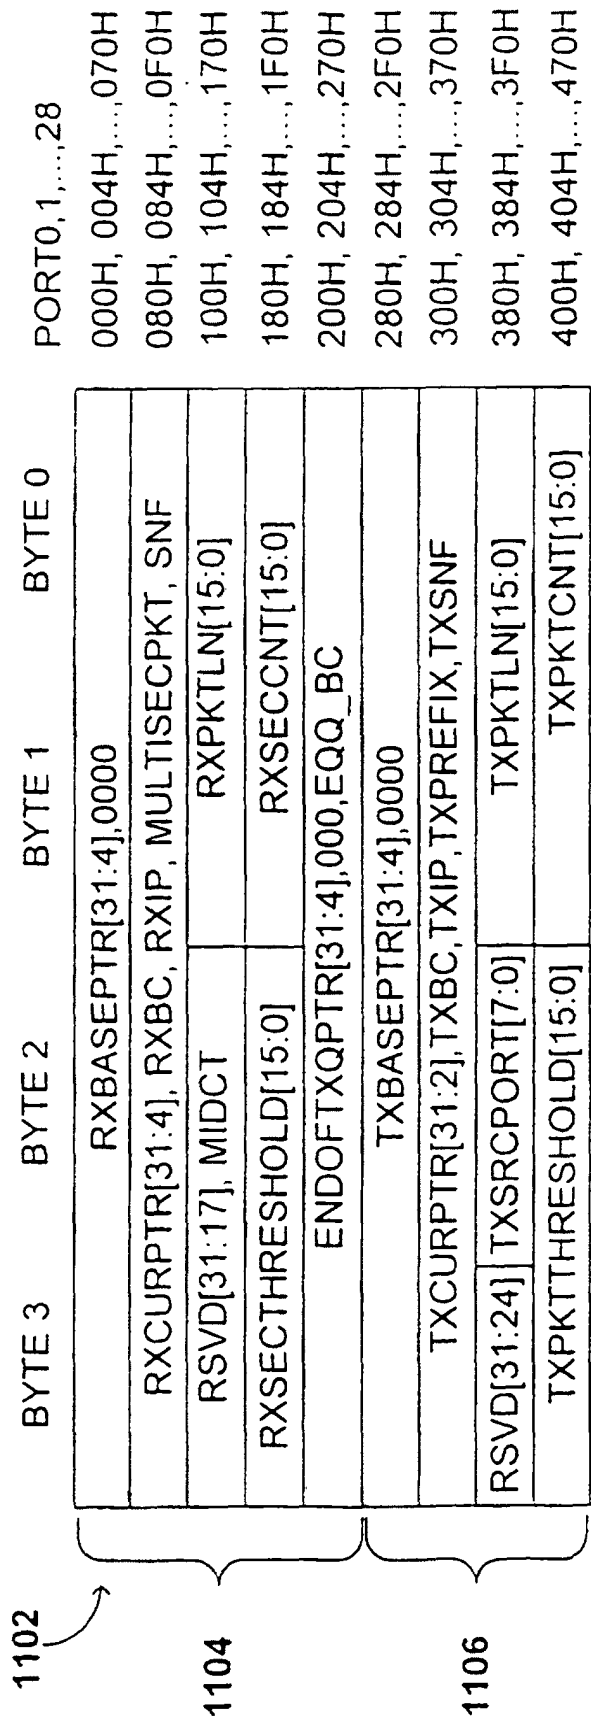 1102
BYTE 3 BYTE 2 BYTE 1 BYTE 0 PORT0,1,...,28
RXBASEPTR[31:4],0000 000H, 004H,...,070H
RXCURPTR[31:4], RXBC, RXIP, MULTISECPKT, SNF 080H, 084H,...,0F0H
RSVD[31:17], MIDCT RXPKTLN[15:0] 100H, 104H,...,170H
RXSECTHRESHOLD[15:0] RXSECCNT[15:0] 180H, 184H,...,1F0H
ENDOFTXQPTR[31:4],000,EQQ_BC 200H, 204H,...,270H
TXBASEPTR[31:4],0000 280H, 284H,...,2F0H
TXCURPTR[31:2],TXBC,TXIP,TXPREFIX,TXSNF 300H, 304H,...,370H
RSVD[31:24] TXSRCPORT[7:0] TXPKTLN[15:0] 380H, 384H,...,3F0H
TXPKTTHRESHOLD[15:0] TXPKTCNT[15:0] 400H, 404H,...,470H
1104
1106